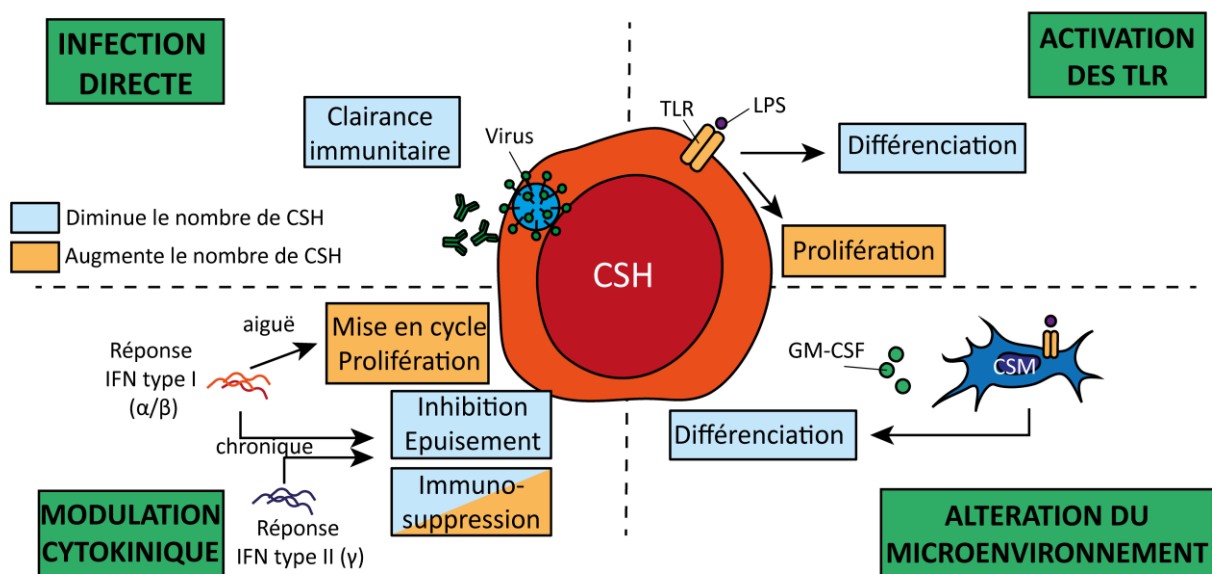 INFECTION
DIRECTE
Clairance
immunitaire
Virus
Diminue le nombre de CSH
Augmente le nombre de CSH
CSH
ACTIVATION
DES TLR
TLR
LPS
Différenciation
Prolifération
aiguë
Réponse
IFN type I
(α/β)
Mise en cycle
Prolifération
chronique
Inhibition
Epuisement
Immuno-
suppression
Réponse
IFN type II (γ)
MODULATION
CYTOKINIQUE
GM-CSF
CSM
Différenciation
ALTERATION DU
MICROENVIRONNEMENT